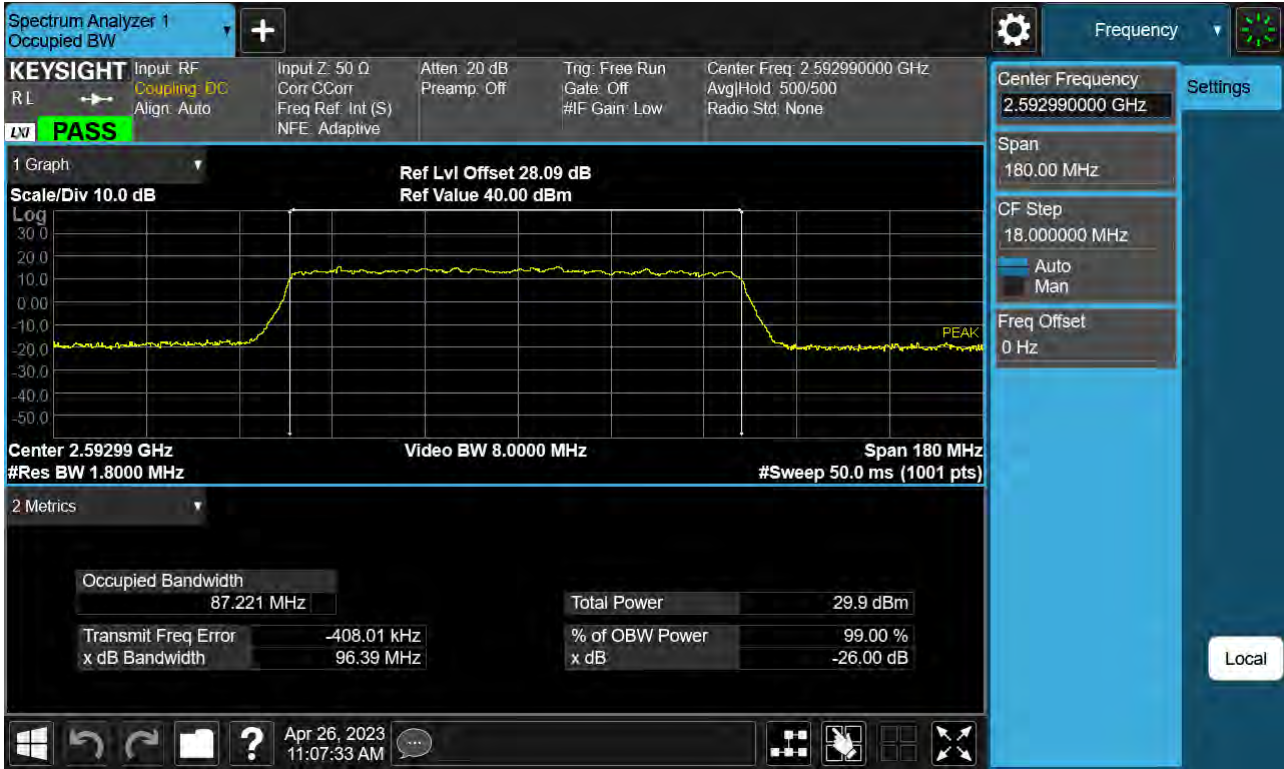 Spectrum Analyzer 1
Occupied BW
Frequency
KEYSIGHT
R L
LXI
PASS
Input: RF
Coupling: DC
Align: Auto
Input Z: 50 Ω
Corr CCorr
Freq Ref: Int (S)
NFE: Adaptive
Atten: 20 dB
Preamp: Off
Trig: Free Run
Gate: Off
#IF Gain: Low
Center Freq: 2.592990000 GHz
Avg|Hold: 500/500
Radio Std: None
Center Frequency
2.592990000 GHz
Settings
Span
180.00 MHz
CF Step
18.000000 MHz
Auto
Man
Freq Offset
0 Hz
1 Graph
Scale/Div 10.0 dB
Ref Lvl Offset 28.09 dB
Ref Value 40.00 dBm
Log
30.0
20.0
10.0
0.00
-10.0
-20.0
-30.0
-40.0
-50.0
PEAK
Center 2.59299 GHz
Video BW 8.0000 MHz
Span 180 MHz
#Res BW 1.8000 MHz
#Sweep 50.0 ms (1001 pts)
2 Metrics
Occupied Bandwidth
87.221 MHz
Total Power 29.9 dBm
Transmit Freq Error -408.01 kHz
% of OBW Power 99.00 %
x dB Bandwidth 96.39 MHz
x dB -26.00 dB
Local
?
Apr 26, 2023
11:07:33 AM